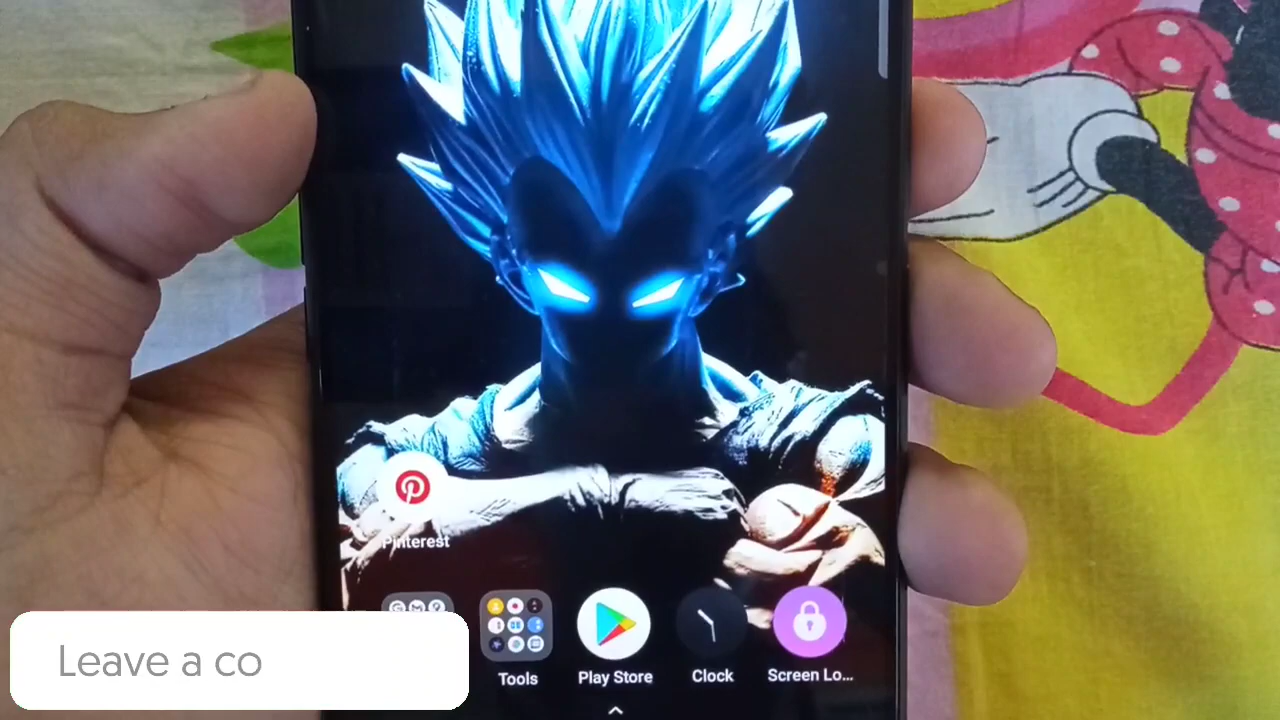 Pinterest
Tools
Play Store
Clock
Screen Lo...
Leave a co